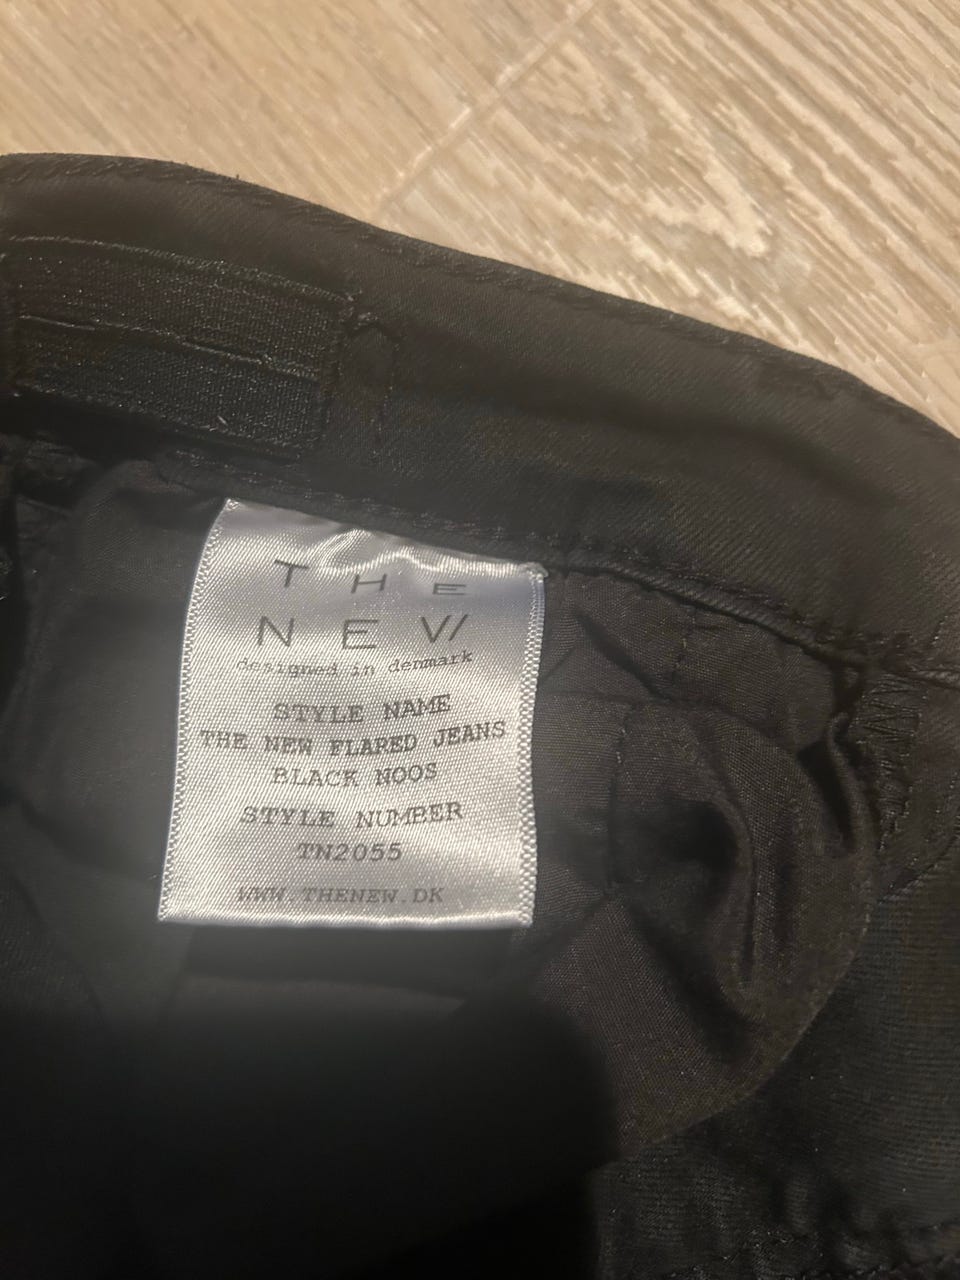 THE
NEW
designed in denmark
STYLE NAME
THE NEW FLARED JEANS
BLACK NOOS
STYLE NUMBER
TN2055
WWW.THENEW.DK